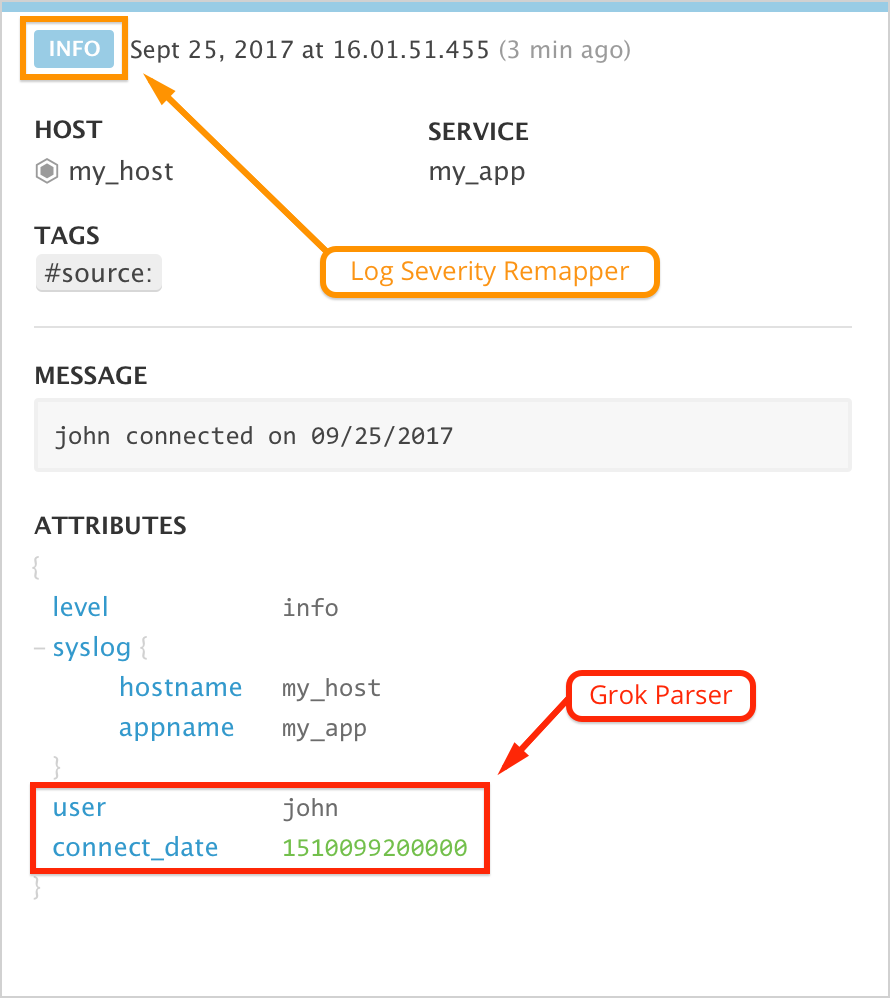 INFO Sept 25, 2017 at 16.01.51.455 (3 min ago)
HOST
my_host
SERVICE
my_app
TAGS
#source:
Log Severity Remapper
MESSAGE
john connected on 09/25/2017
ATTRIBUTES
{
level info
– syslog {
hostname my_host
appname my_app
}
Grok Parser
user john
connect_date 1510099200000
}